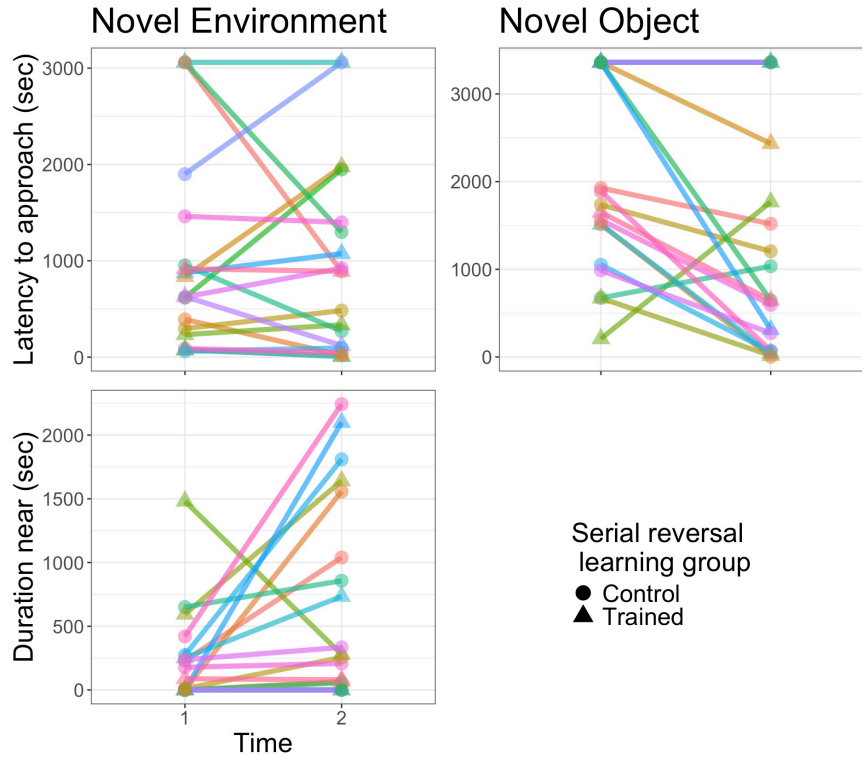 Novel Environment
Novel Object
Latency to approach (sec)
3000
2000
1000
0
3000
2000
1000
0
Duration near (sec)
2000
1500
1000
500
0
1
2
Time
Serial reversal
learning group
Control
Trained